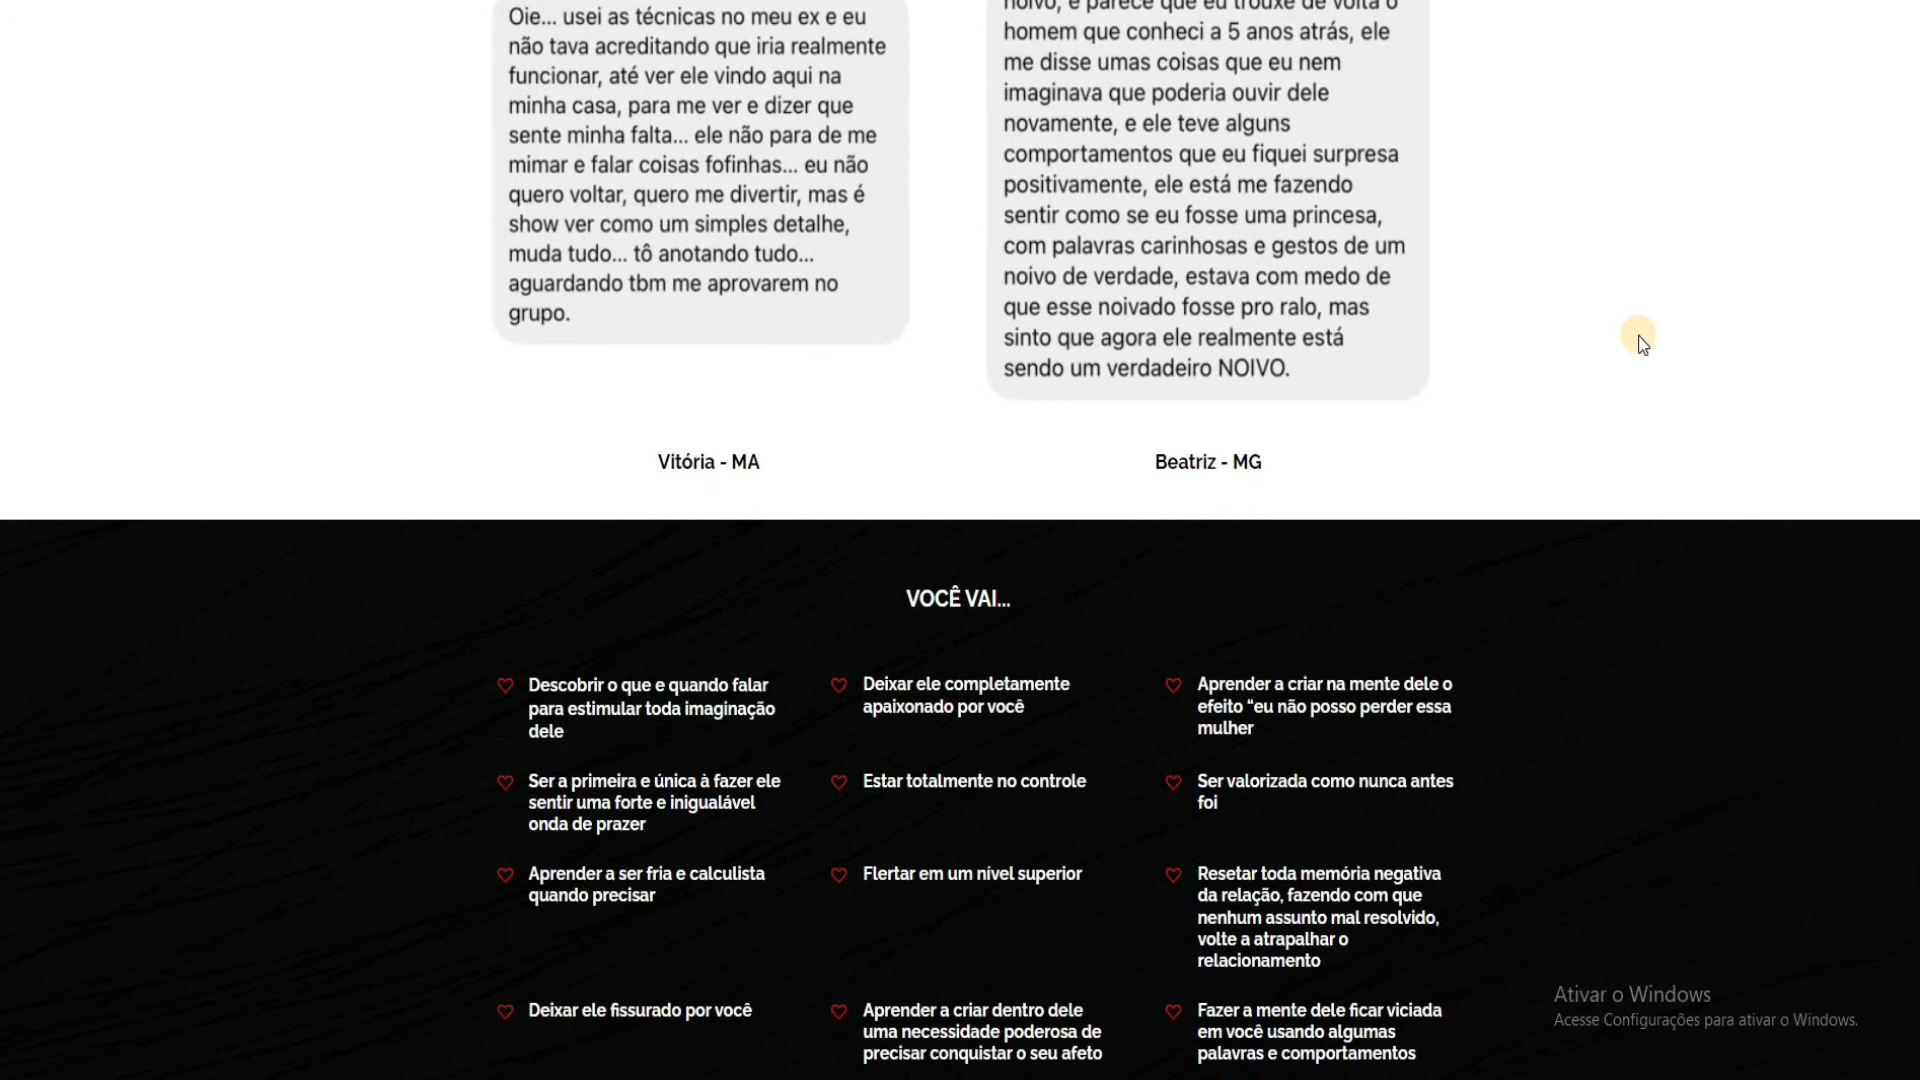 Oie... usei as técnicas no meu ex e eu
não tava acreditando que iria realmente
funcionar, até ver ele vindo aqui na
minha casa, para me ver e dizer que
sente minha falta... ele não para de me
mimar e falar coisas fofinhas... eu não
quero voltar, quero me divertir, mas é
show ver como um simples detalhe,
muda tudo... tô anotando tudo...
aguardando tbm me aprovarem no
grupo.
noivo, e parece que eu trouxe de volta o
homem que conheci a 5 anos atrás, ele
me disse umas coisas que eu nem
imaginava que poderia ouvir dele
novamente, e ele teve alguns
comportamentos que eu fiquei surpresa
positivamente, ele está me fazendo
sentir como se eu fosse uma princesa,
com palavras carinhosas e gestos de um
noivo de verdade, estava com medo de
que esse noivado fosse pro ralo, mas
sinto que agora ele realmente está
sendo um verdadeiro NOIVO.
Vitória - MA
Beatriz - MG
VOCÊ VAI...
Descobrir o que e quando falar
para estimular toda imaginação
dele
Deixar ele completamente
apaixonado por você
Aprender a criar na mente dele o
efeito “eu não posso perder essa
mulher
Ser a primeira e única à fazer ele
sentir uma forte e inigualável
onda de prazer
Estar totalmente no controle
Ser valorizada como nunca antes
foi
Aprender a ser fria e calculista
quando precisar
Flertar em um nível superior
Resetar toda memória negativa
da relação, fazendo com que
nenhum assunto mal resolvido,
volte a atrapalhar o
relacionamento
Deixar ele fissurado por você
Aprender a criar dentro dele
uma necessidade poderosa de
precisar conquistar o seu afeto
Fazer a mente dele ficar viciada
em você usando algumas
palavras e comportamentos
Ativar o Windows
Acesse Configurações para ativar o Windows.